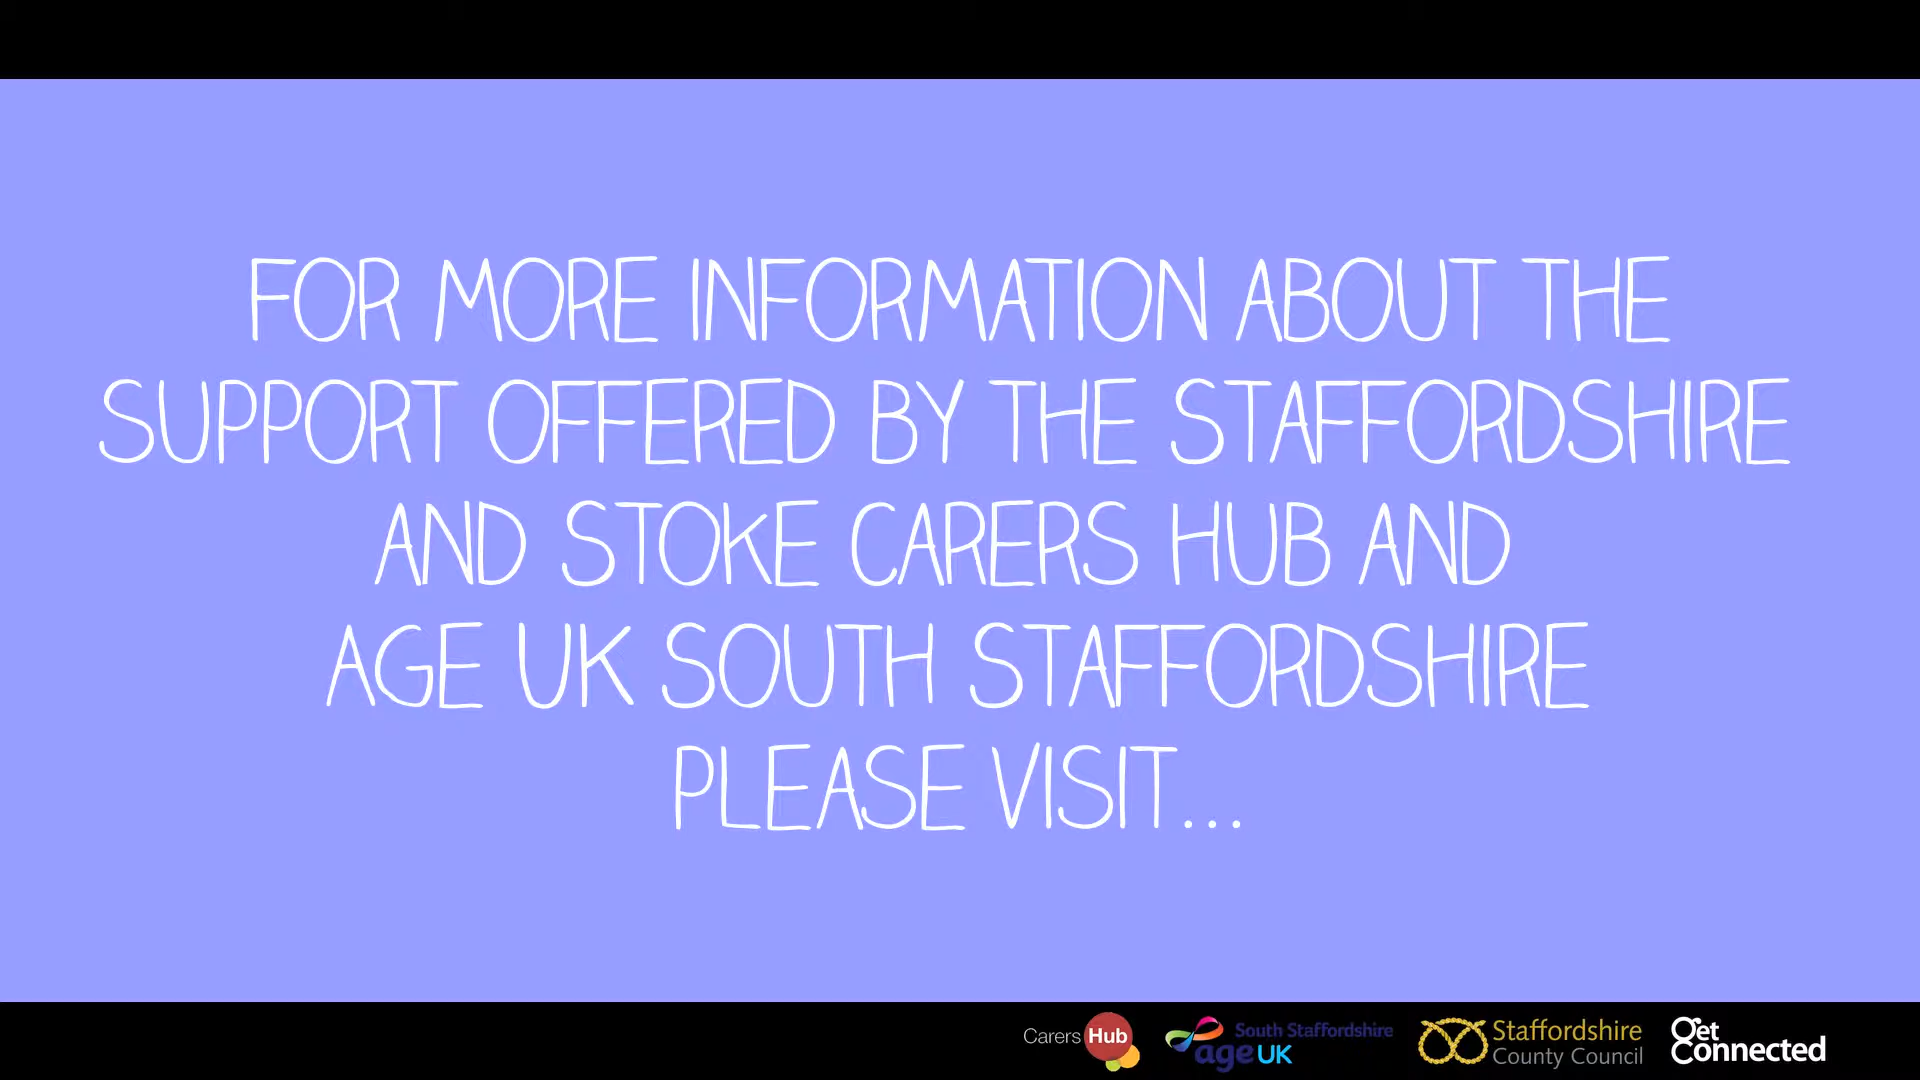 FOR MORE INFORMATION ABOUT THE
SUPPORT OFFERED BY THE STAFFORDSHIRE
AND STOKE CARERS HUB AND
AGE UK SOUTH STAFFORDSHIRE
PLEASE VISIT...
Carers Hub
South Staffordshire
age UK
Staffordshire
County Council
Get
Connected